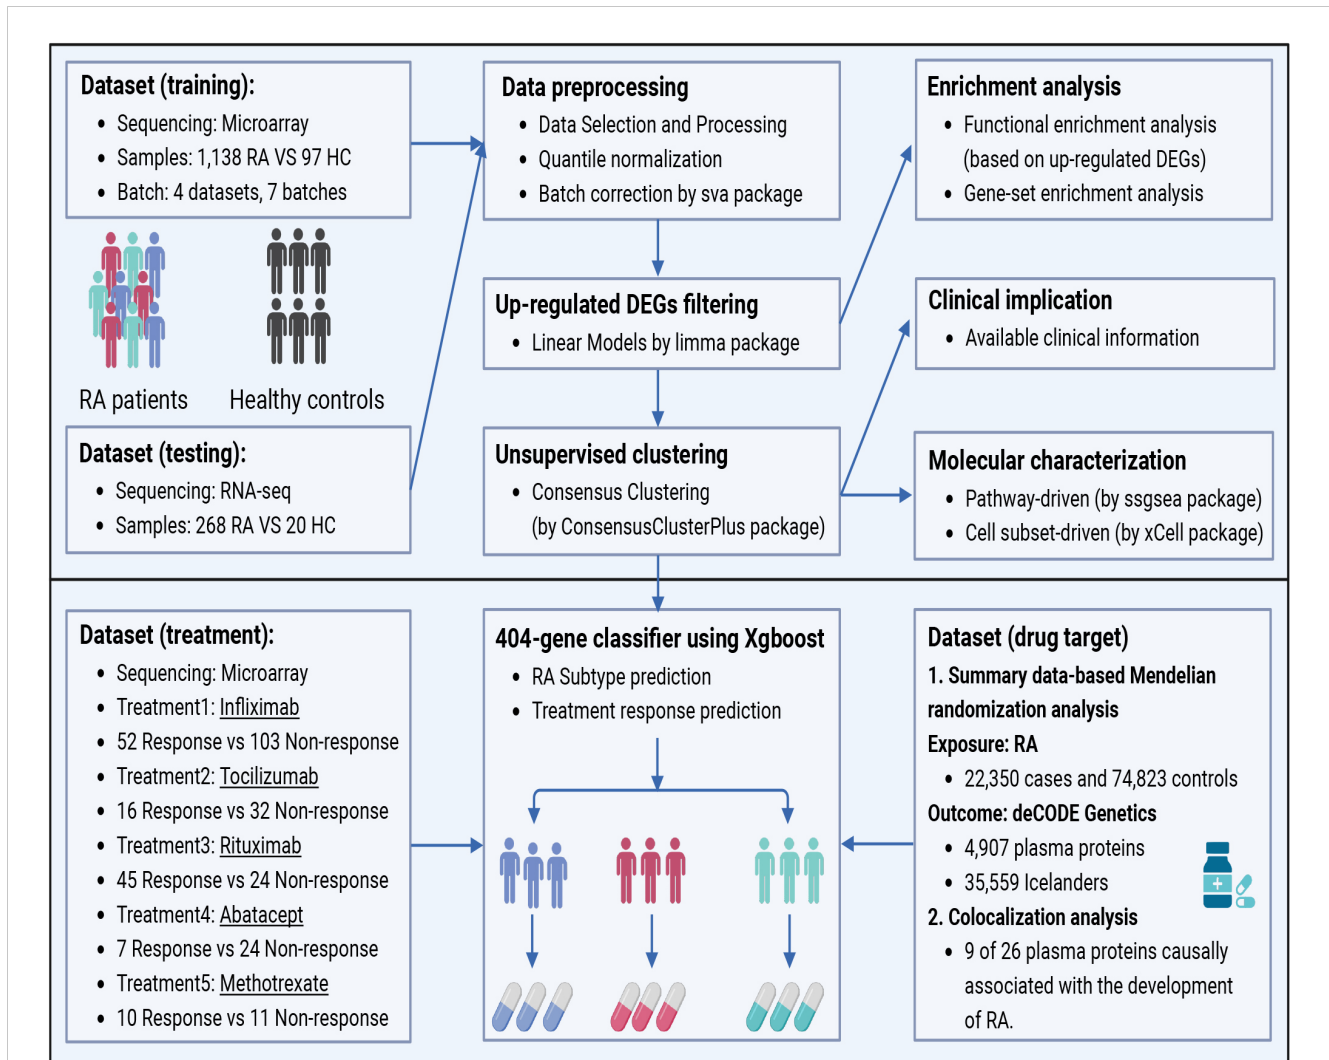 Dataset (training):
• Sequencing: Microarray
• Samples: 1,138 RA VS 97 HC
• Batch: 4 datasets, 7 batches
RA patients
Healthy controls
Dataset (testing):
• Sequencing: RNA-seq
• Samples: 268 RA VS 20 HC
Data preprocessing
• Data Selection and Processing
• Quantile normalization
• Batch correction by sva package
Up-regulated DEGs filtering
• Linear Models by limma package
Unsupervised clustering
• Consensus Clustering
(by ConsensusClusterPlus package)
Enrichment analysis
• Functional enrichment analysis
(based on up-regulated DEGs)
• Gene-set enrichment analysis
Clinical implication
• Available clinical information
Molecular characterization
• Pathway-driven (by ssgsea package)
• Cell subset-driven (by xCell package)
Dataset (treatment):
• Sequencing: Microarray
• Treatment1: Infliximab
• 52 Response vs 103 Non-response
• Treatment2: Tocilizumab
• 16 Response vs 32 Non-response
• Treatment3: Rituximab
• 45 Response vs 24 Non-response
• Treatment4: Abatacept
• 7 Response vs 24 Non-response
• Treatment5: Methotrexate
• 10 Response vs 11 Non-response
404-gene classifier using Xgboost
• RA Subtype prediction
• Treatment response prediction
Dataset (drug target)
1. Summary data-based Mendelian
randomization analysis
Exposure: RA
• 22,350 cases and 74,823 controls
Outcome: deCODE Genetics
• 4,907 plasma proteins
• 35,559 Icelanders
2. Colocalization analysis
• 9 of 26 plasma proteins causally
associated with the development
of RA.